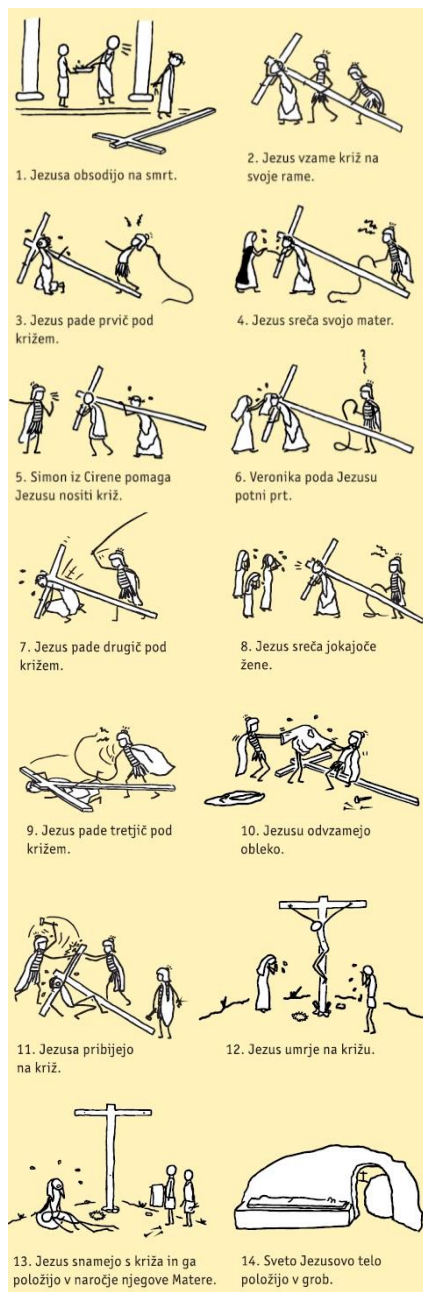 1. Jezusa obsodijo na smrt.
2. Jezus vzame križ na
svoje rame.
3. Jezus pade prvič pod
križem.
4. Jezus sreča svojo mater.
5. Simon iz Cirene pomaga
Jezusu nositi križ.
6. Veronika poda Jezusu
potni prt.
7. Jezus pade drugič pod
križem.
8. Jezus sreča jokajoče
žene.
9. Jezus pade tretjič pod
križem.
10. Jezusu odvzamejo
obleko.
11. Jezusa pribijejo
na križ.
12. Jezus umrje na križu.
13. Jezus snamejo s križa in ga
položijo v naročje njegove Matere.
14. Sveto Jezusovo telo
položijo v grob.